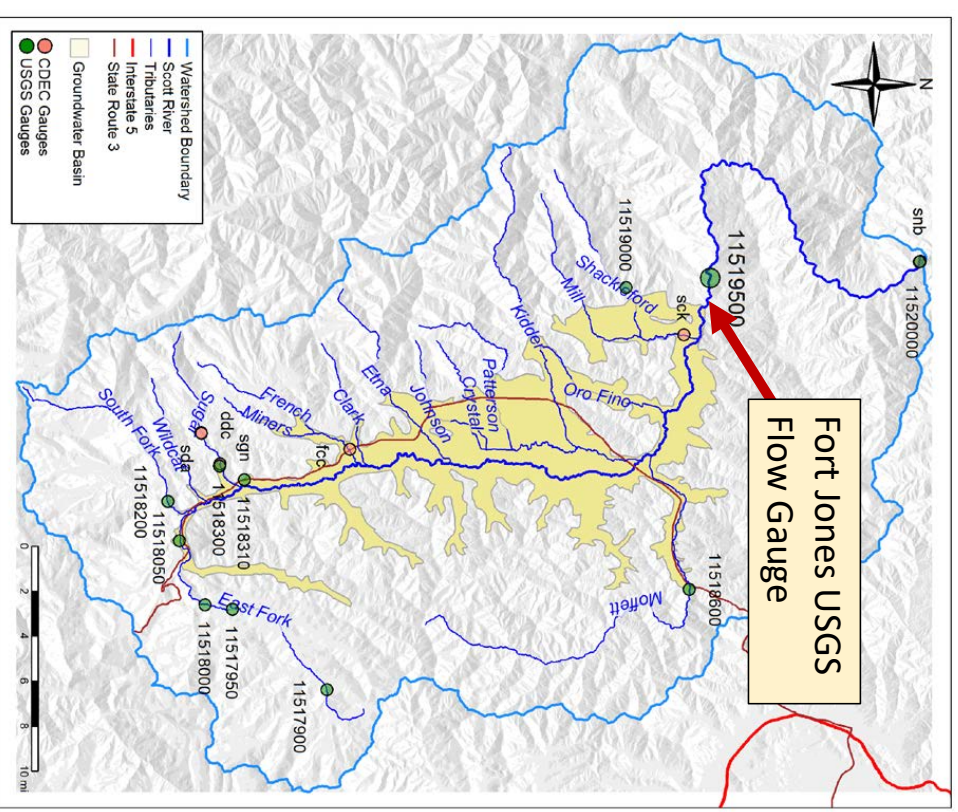 N
snb
11520000
11519500
Fort Jones USGS
Flow Gauge
11519000
Shackleford
Mill
sck
Kidder
Oro Fino
Patterson
Crystal
Johnson
Etna
Clark
French
Miners
fcc
Sugar
Wildcat
South Fork
sda
ddc
sgn
11518310
11518300
11518200
11518050
11518600
Moffett
East Fork
11518000
11517950
11517900
Watershed Boundary
Scott River
Tributaries
Interstate 5
State Route 3
Groundwater Basin
CDEC Gauges
USGS Gauges
0 2 4 6 8 10 mi